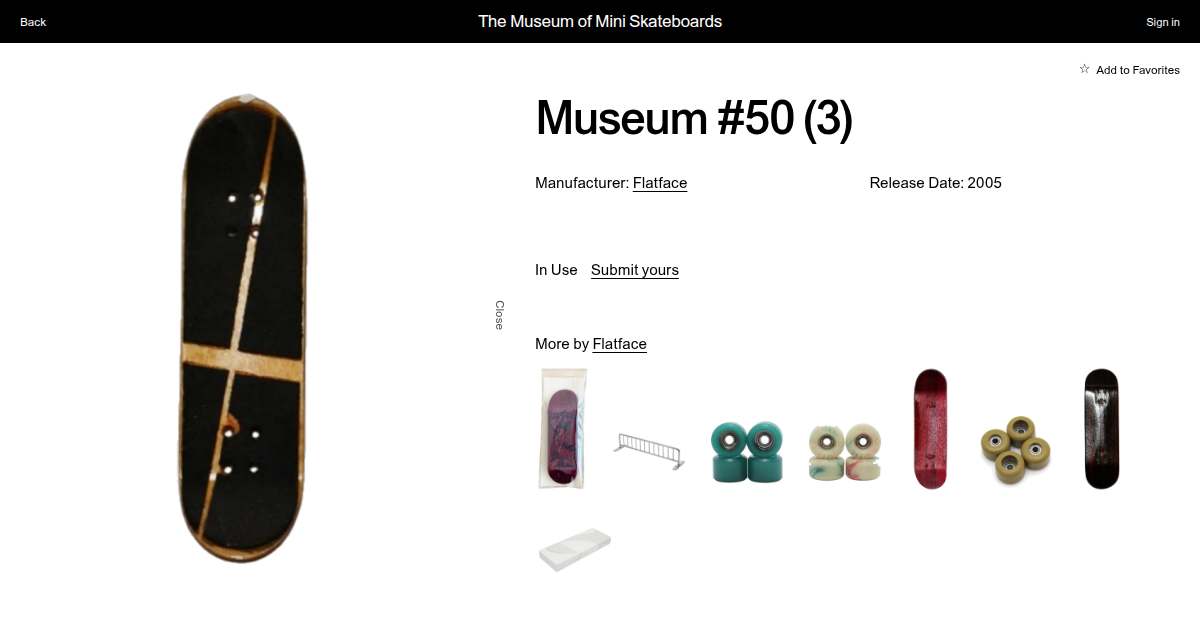 Back
The Museum of Mini Skateboards
Sign in
☆ Add to Favorites
Museum #50 (3)
Manufacturer: Flatface
Release Date: 2005
In Use Submit yours
Close
More by Flatface